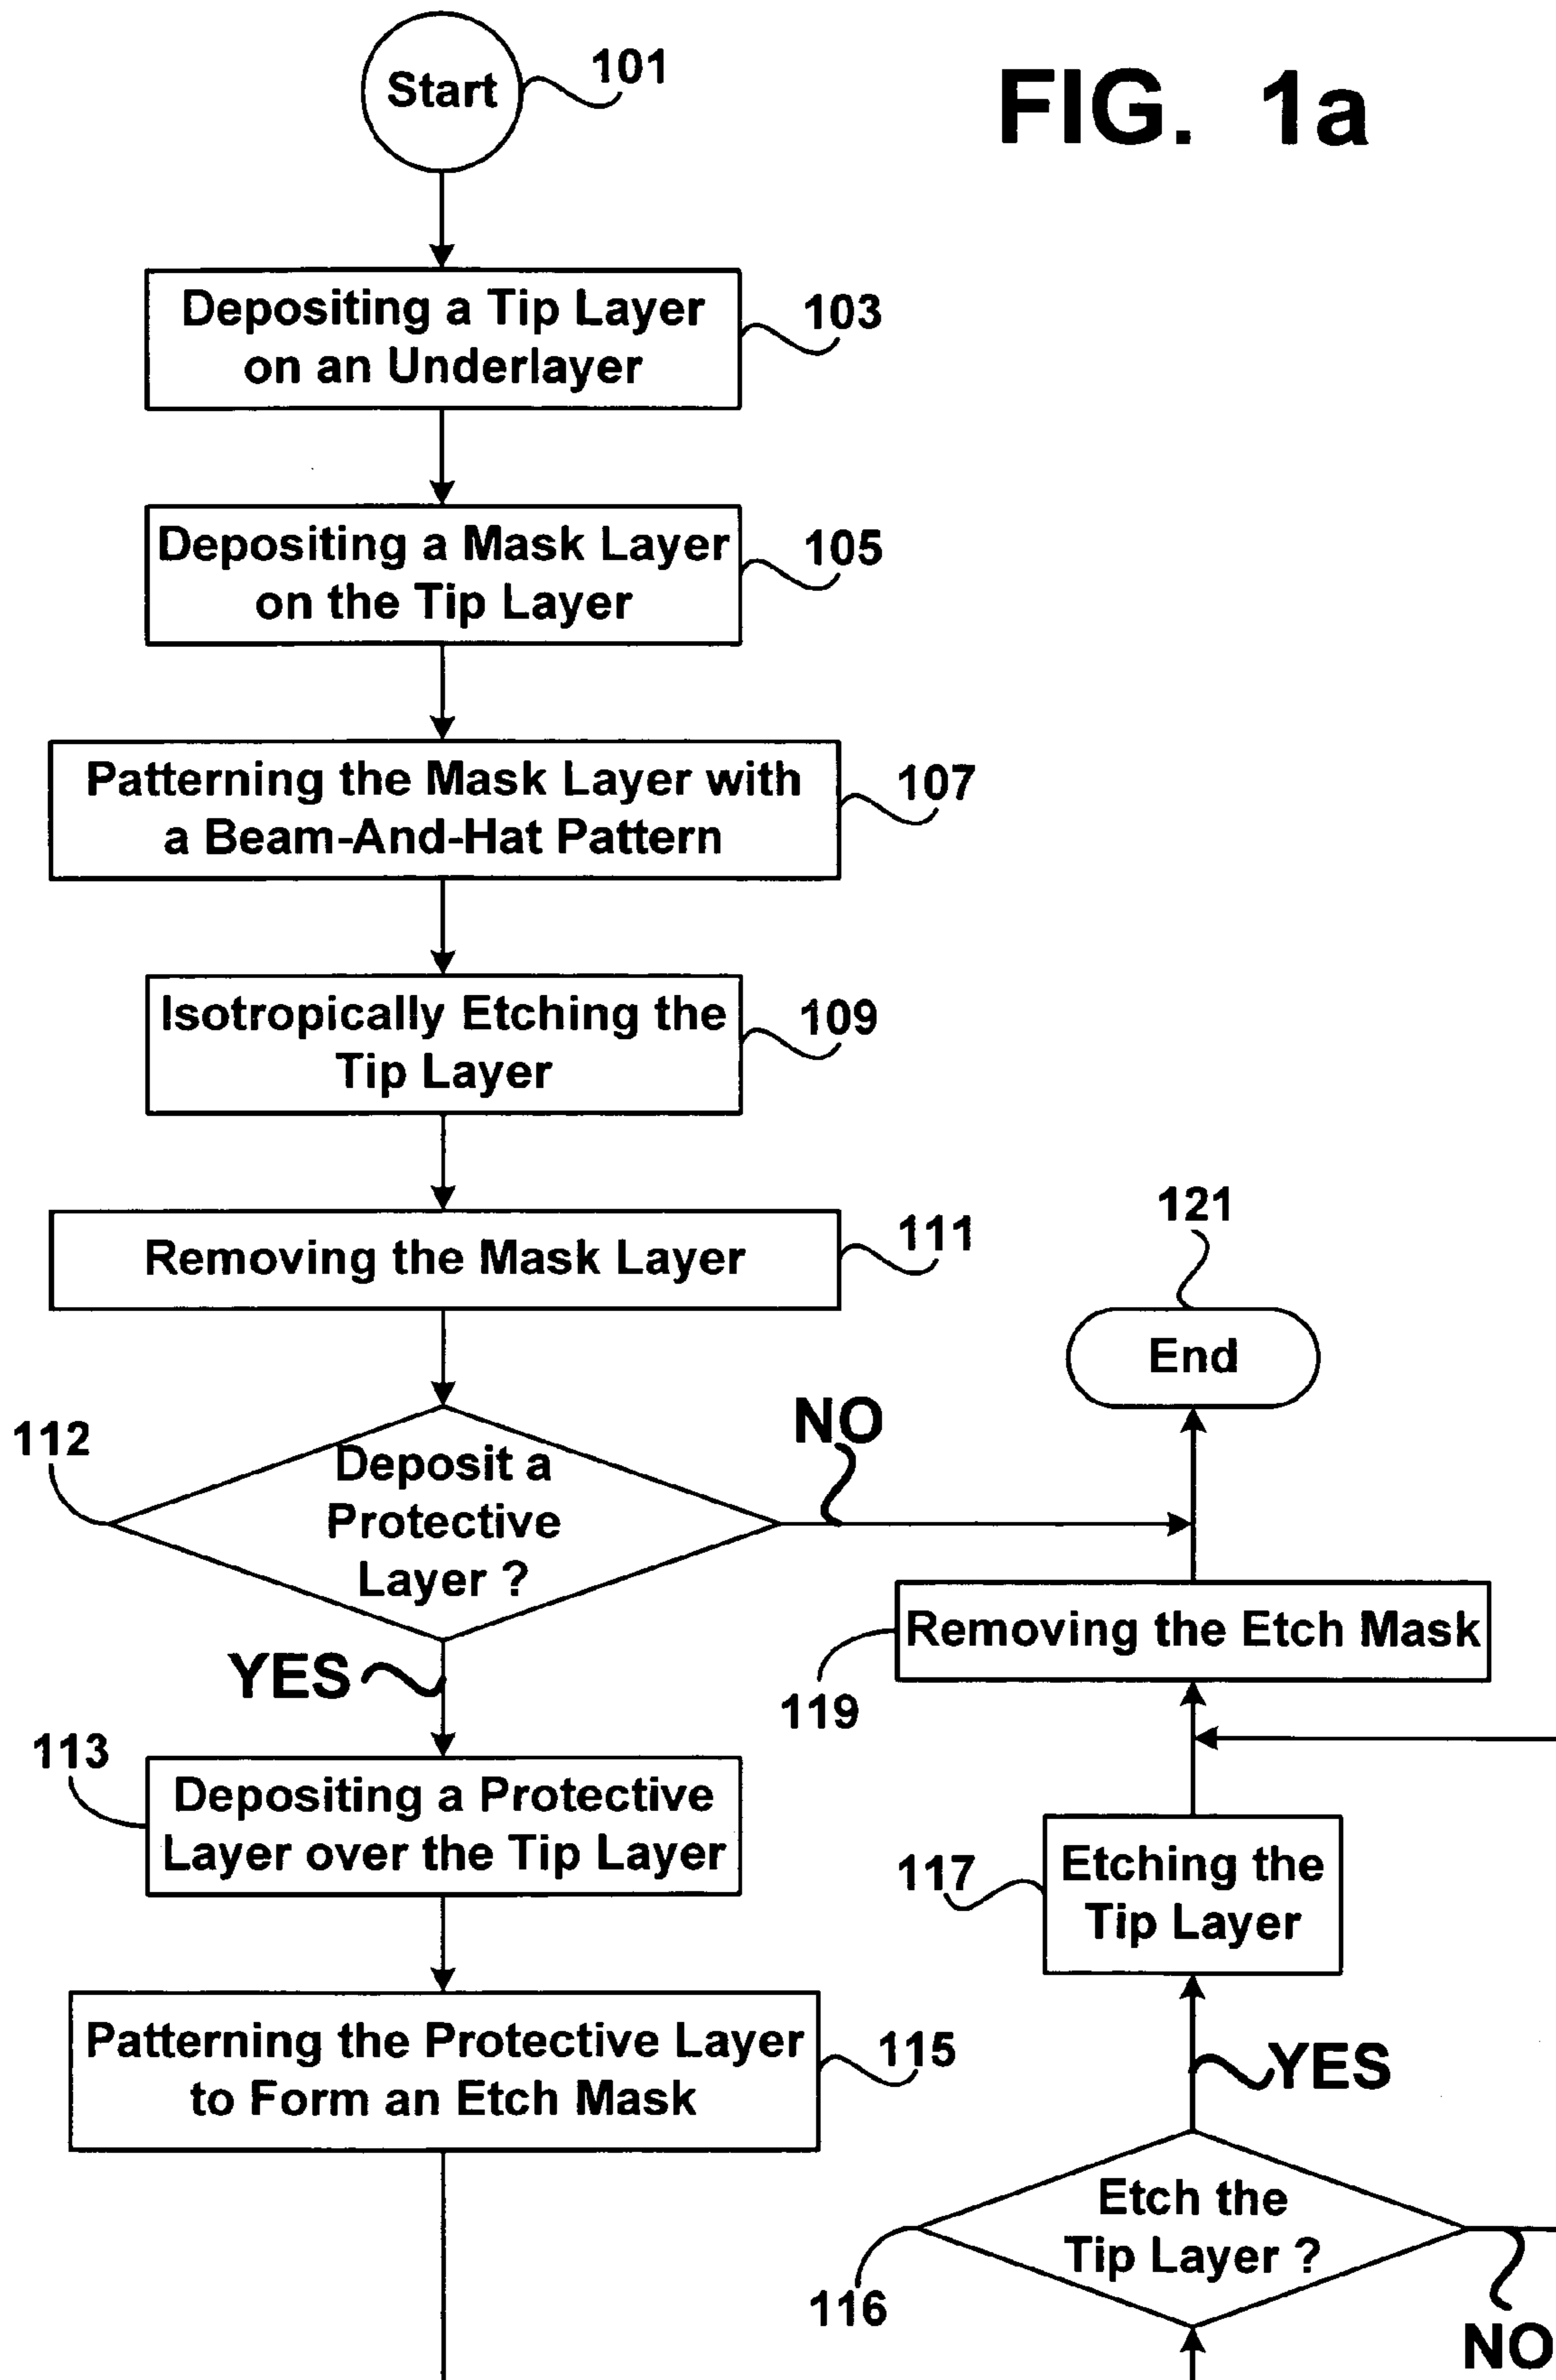 FIG. 1a
Start
101
Depositing a Tip Layer
on an Underlayer
103
Depositing a Mask Layer
on the Tip Layer
105
Patterning the Mask Layer with
a Beam-And-Hat Pattern
107
Isotropically Etching the
Tip Layer
109
Removing the Mask Layer
111
112
Deposit a
Protective
Layer ?
NO
YES
113
Depositing a Protective
Layer over the Tip Layer
Patterning the Protective Layer
to Form an Etch Mask
115
116
Etch the
Tip Layer ?
NO
YES
117
Etching the
Tip Layer
119
Removing the Etch Mask
121
End